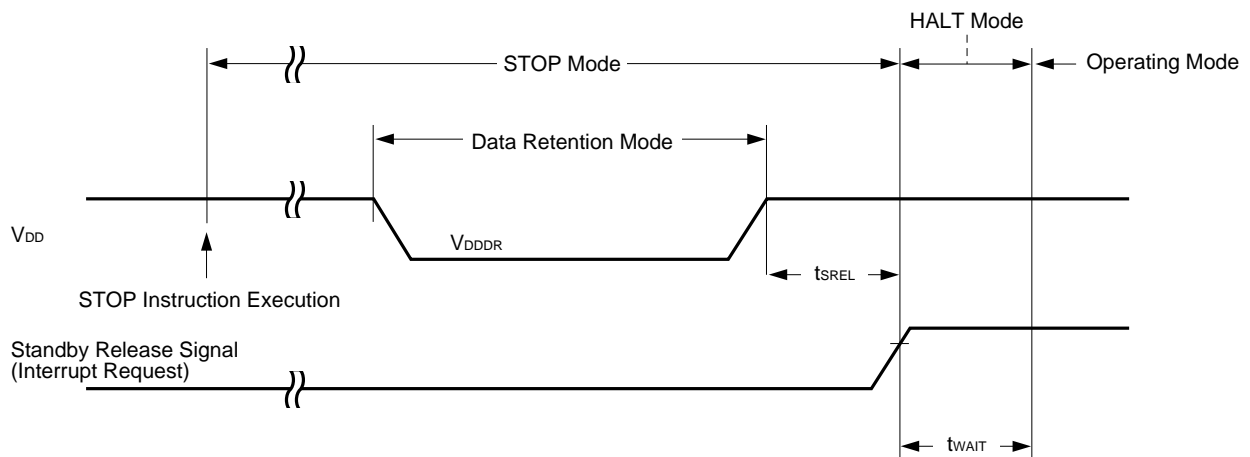 HALT Mode
STOP Mode
Operating Mode
Data Retention Mode
VDD
VDDDR
tSREL
STOP Instruction Execution
Standby Release Signal
(Interrupt Request)
tWAIT